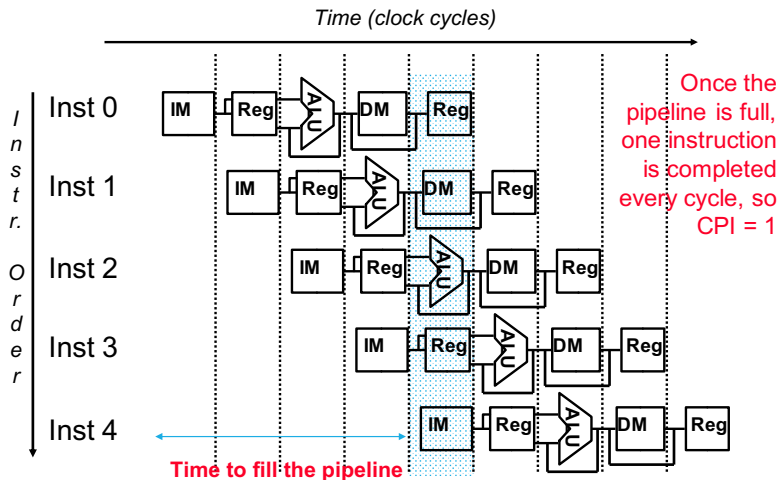 Time (clock cycles)
Instr. Order
Inst 0
IM Reg ALU DM Reg
Inst 1
IM Reg ALU DM Reg
Inst 2
IM Reg ALU DM Reg
Inst 3
IM Reg ALU DM Reg
Inst 4
IM Reg ALU DM Reg
Once the
pipeline is full,
one instruction
is completed
every cycle, so
CPI = 1
Time to fill the pipeline